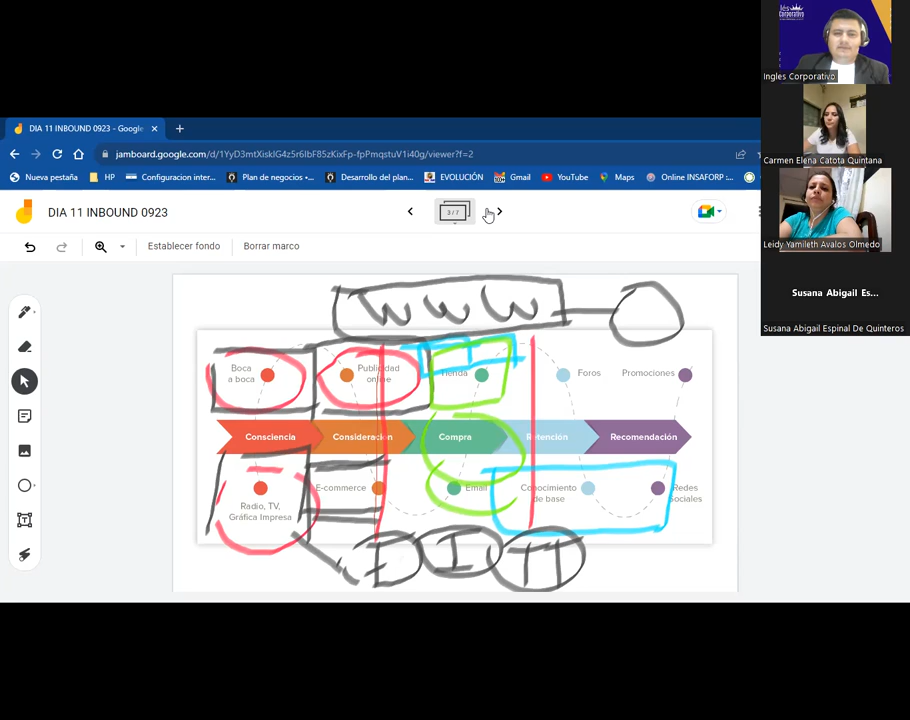 lés
Corporativo
Ingles Corporativo
Carmen Elena Catota Quintana
Leidy Yamileth Avalos Olmedo
Susana Abigail Es...
Susana Abigail Espinal De Quinteros
DIA 11 INBOUND 0923 - Google
jamboard.google.com/d/1YyD3mtXisklG4z5r6lbF85zKixFp-fpPmqstuV1i40g/viewer?f=2
Nueva pestaña
HP
Configuracion inter...
Plan de negocios •...
Desarrollo del plan...
EVOLUCIÓN
Gmail
YouTube
Maps
Online INSAFORP :...
DIA 11 INBOUND 0923
3 / 7
Establecer fondo
Borrar marco
WWW
Boca
a boca
Publicidad
online
Tienda
Foros
Promociones
Consciencia
Consideración
Compra
Retención
Recomendación
Radio, TV,
Gráfica Impresa
E-commerce
Email
Conocimiento
de base
Redes
Sociales